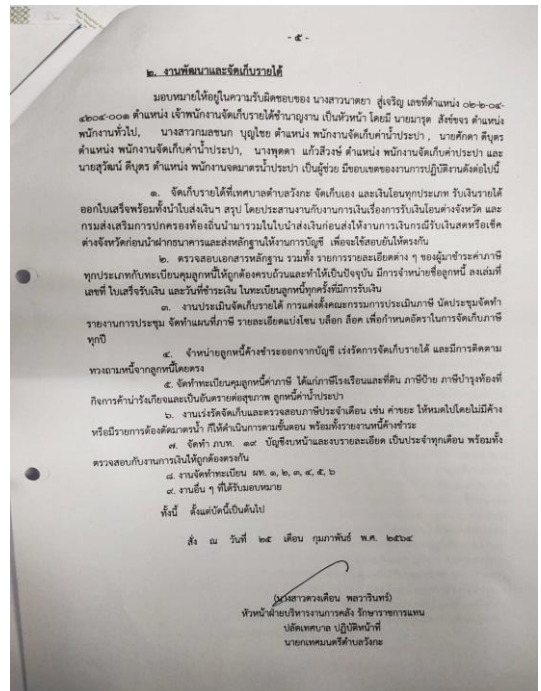 - ๕ -
๒. งานพัฒนาและจัดเก็บรายได้
มอบหมายให้อยู่ในความรับผิดชอบของ นางสาวนาตยา สู่เจริญ เลขที่ตำแหน่ง ๐๒-๒-๐๔-
๔๒๐๔-๐๐๑ ตำแหน่ง เจ้าพนักงานจัดเก็บรายได้ชำนาญงาน เป็นหัวหน้า โดยมี นายมารุต สังข์ขจร ตำแหน่ง
พนักงานทั่วไป, นางสาวกมลชนก บุญไชย ตำแหน่ง พนักงานจัดเก็บค่าน้ำประปา, นายศักดา ดีบุตร
ตำแหน่ง พนักงานจัดเก็บค่าน้ำประปา, นางพุดดา แก้วสีวงษ์ ตำแหน่ง พนักงานจัดเก็บค่าประปา และ
นายสุวัฒน์ ดีบุตร ตำแหน่ง พนักงานจดมาตรน้ำประปา เป็นผู้ช่วย มีขอบเขตของการปฏิบัติงานดังต่อไปนี้
๑. จัดเก็บรายได้ที่เทศบาลตำบลวังกะ จัดเก็บเอง และเงินโอนทุกประเภท รับเงินรายได้
ออกใบเสร็จพร้อมทั้งนำใบส่งเงินฯ สรุป โดยประสานงานกับงานการเงินเรื่องการรับเงินโอนต่างจังหวัด และ
กรมส่งเสริมการปกครองท้องถิ่นนำมารวมในใบนำส่งเงินก่อนส่งให้งานการเงินกรณีรับเงินสดหรือเช็ค
ต่างจังหวัดก่อนนำฝากธนาคารและส่งหลักฐานให้งานการบัญชี เพื่อจะใช้สอบยันให้ตรงกัน
๒. ตรวจสอบเอกสารหลักฐาน รวมทั้ง รายการรายละเอียดต่าง ๆ ของผู้มาชำระค่าภาษี
ทุกประเภทกับทะเบียนคุมลูกหนี้ให้ถูกต้องครบถ้วนและทำให้เป็นปัจจุบัน มีการจำหน่ายชื่อลูกหนี้ ลงเล่มที่
เลขที่ ใบเสร็จรับเงิน และวันที่ชำระเงิน ในทะเบียนลูกหนี้ทุกครั้งที่มีการรับเงิน
๓. งานประเมินจัดเก็บรายได้ การแต่งตั้งคณะกรรมการประเมินภาษี นัดประชุมจัดทำ
รายงานการประชุม จัดทำแผนที่ภาษี รายละเอียดแบ่งโซน บล็อก ล็อค เพื่อกำหนดอัตราในการจัดเก็บภาษี
ทุกปี
๔. จำหน่ายลูกหนี้ค้างชำระออกจากบัญชี เร่งรัดการจัดเก็บรายได้ และมีการติดตาม
ทวงถามหนี้จากลูกหนี้โดยตรง
๕. จัดทำทะเบียนคุมลูกหนี้ค่าภาษี ได้แก่ภาษีโรงเรือนและที่ดิน ภาษีป้าย ภาษีบำรุงท้องที่
กิจการค้าน่ารังเกียจและเป็นอันตรายต่อสุขภาพ ลูกหนี้ค่าน้ำประปา
๖. งานเร่งรัดจัดเก็บและตรวจสอบภาษีประจำเดือน เช่น ค่าขยะ ให้หมดไปโดยไม่มีค้าง
หรือมีรายการต้องตัดมาตรน้ำ ก็ให้ดำเนินการตามขั้นตอน พร้อมทั้งรายงานหนี้ค้างชำระ
๗. จัดทำ ภบท. ๑๙ บัญชีงบหน้าและงบรายละเอียด เป็นประจำทุกเดือน พร้อมทั้ง
ตรวจสอบกับงานการเงินให้ถูกต้องตรงกัน
๘. งานจัดทำทะเบียน ผท. ๑, ๒, ๓, ๔, ๕, ๖
๙. งานอื่น ๆ ที่ได้รับมอบหมาย
ทั้งนี้ ตั้งแต่บัดนี้เป็นต้นไป
สั่ง ณ วันที่ ๒๕ เดือน กุมภาพันธ์ พ.ศ. ๒๕๖๔
(นางสาวดวงเดือน พลวารินทร์)
หัวหน้าฝ่ายบริหารงานการคลัง รักษาราชการแทน
ปลัดเทศบาล ปฏิบัติหน้าที่
นายกเทศมนตรีตำบลวังกะ